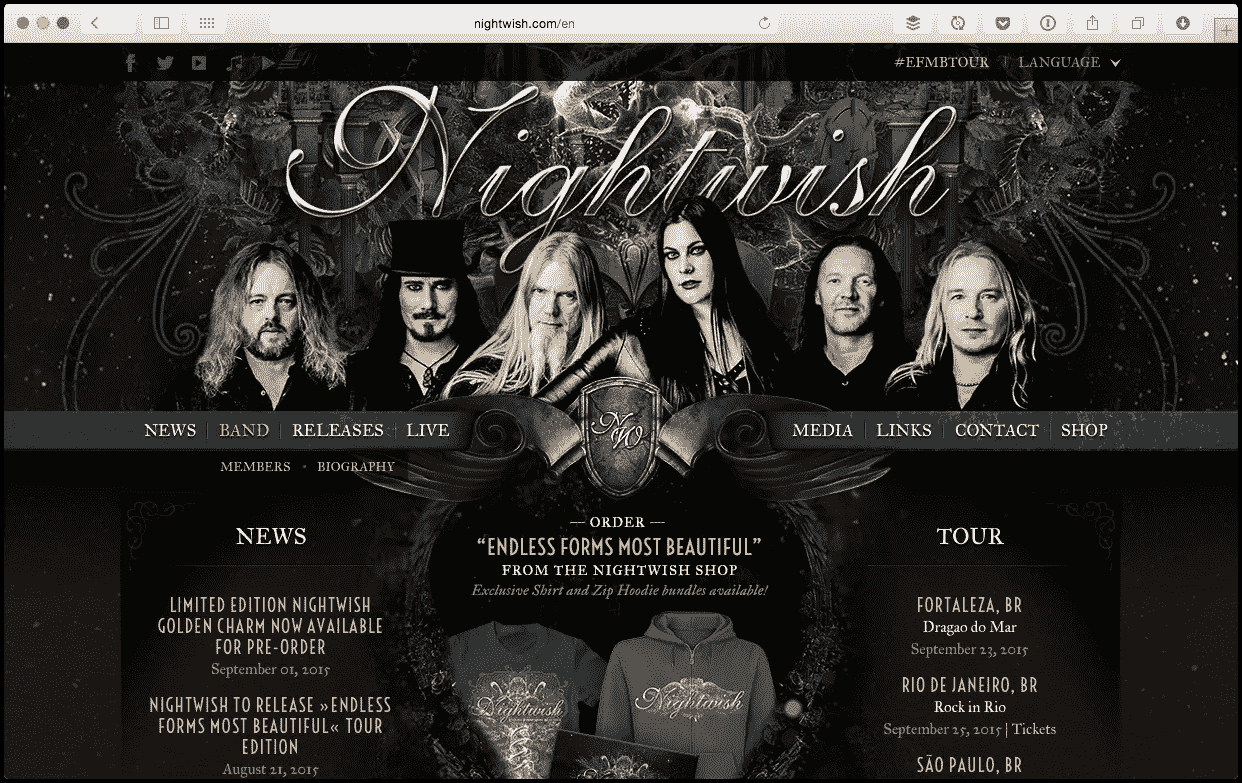 nightwish.com/en
#EFMBTOUR | LANGUAGE
Nightwish
NEWS | BAND | RELEASES | LIVE
NW
MEDIA | LINKS | CONTACT | SHOP
MEMBERS • BIOGRAPHY
NEWS
LIMITED EDITION NIGHTWISH
GOLDEN CHARM NOW AVAILABLE
FOR PRE-ORDER
September 01, 2015
NIGHTWISH TO RELEASE »ENDLESS
FORMS MOST BEAUTIFUL« TOUR
EDITION
August 21, 2015
— ORDER —
“ENDLESS FORMS MOST BEAUTIFUL”
FROM THE NIGHTWISH SHOP
Exclusive Shirt and Zip Hoodie bundles available!
Nightwish
Nightwish
TOUR
FORTALEZA, BR
Dragao do Mar
September 23, 2015
RIO DE JANEIRO, BR
Rock in Rio
September 25, 2015 | Tickets
SÃO PAULO, BR